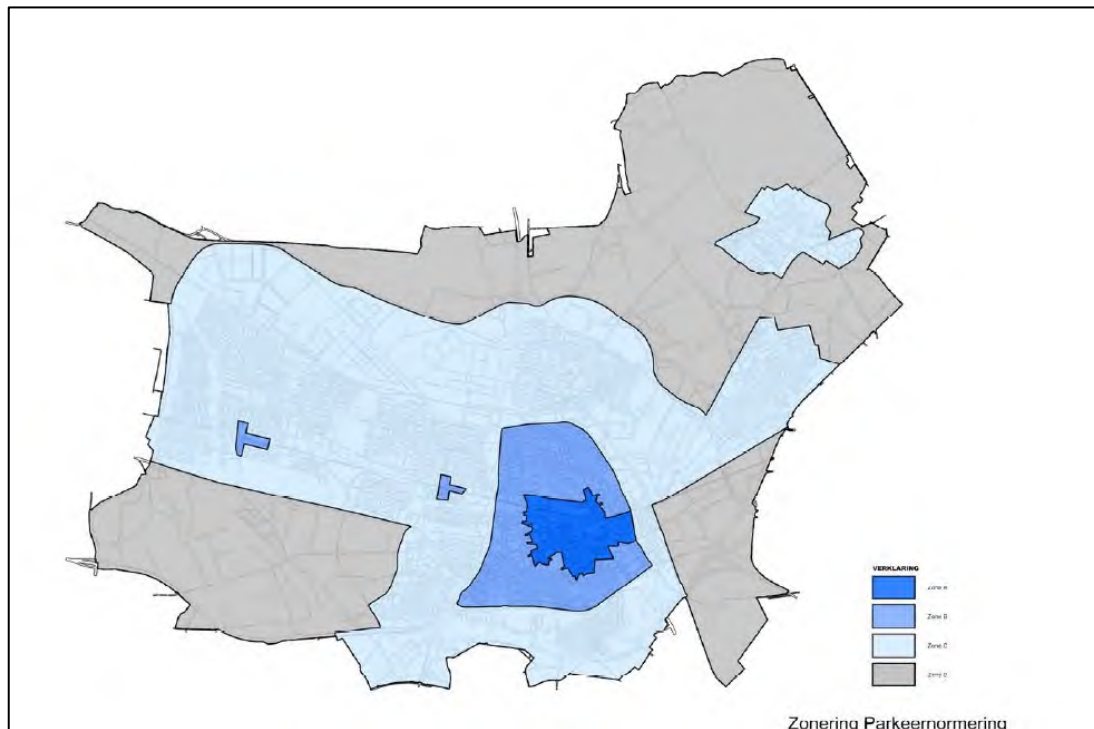 VERKLARING
Zone A
Zone B
Zone C
Zone D
Zonering Parkeernormering